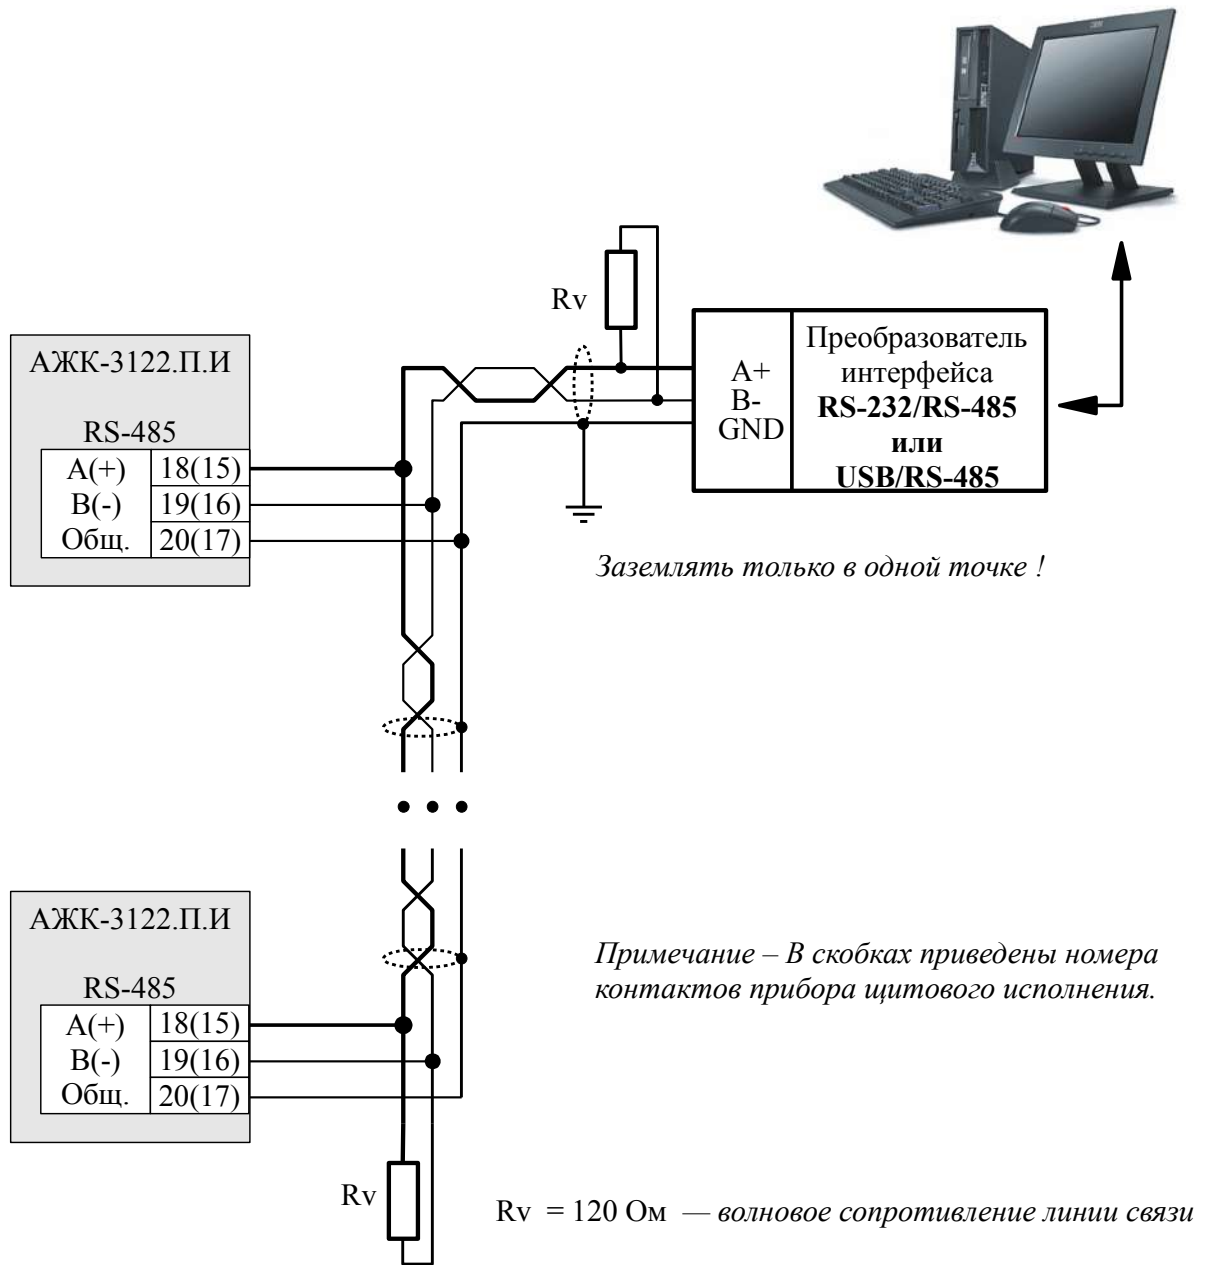 IBM
Rv
Преобразователь
интерфейса
RS-232/RS-485
или
USB/RS-485
A+
B-
GND
АЖК-3122.П.И
RS-485
А(+) 18(15)
В(-) 19(16)
Общ. 20(17)
Заземлять только в одной точке !
АЖК-3122.П.И
RS-485
А(+) 18(15)
В(-) 19(16)
Общ. 20(17)
Примечание – В скобках приведены номера
контактов прибора щитового исполнения.
Rv
Rv = 120 Ом — волновое сопротивление линии связи